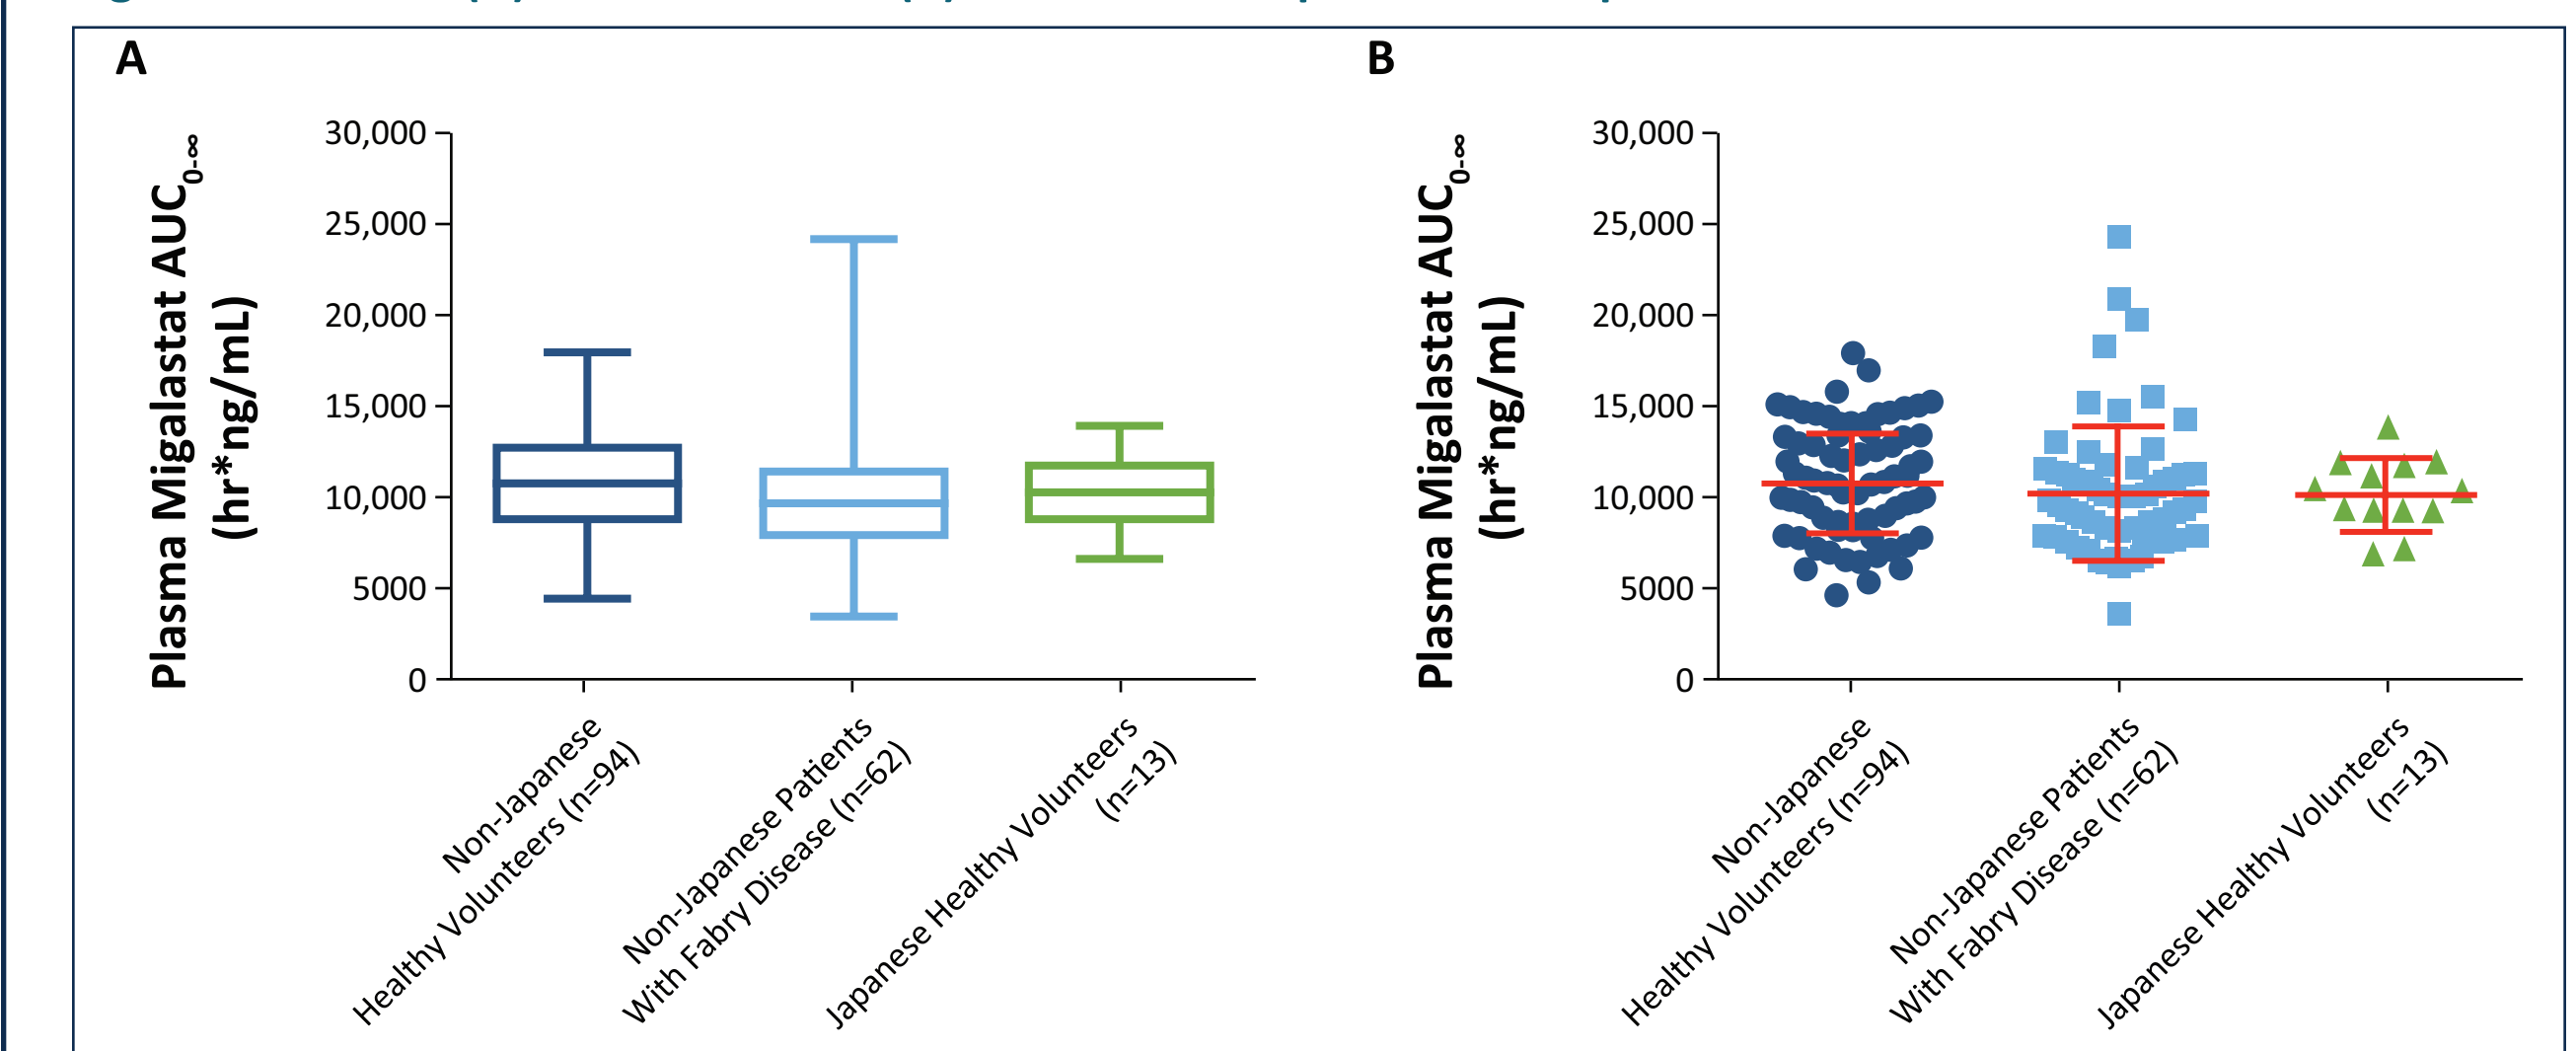 A
Plasma Migalastat AUC0-∞
(hr*ng/mL)
30,000
25,000
20,000
15,000
10,000
5000
0
Non-Japanese
Healthy Volunteers (n=94)
Non-Japanese Patients
With Fabry Disease (n=62)
Japanese Healthy Volunteers
(n=13)
B
Plasma Migalastat AUC0-∞
(hr*ng/mL)
30,000
25,000
20,000
15,000
10,000
5000
0
Non-Japanese
Healthy Volunteers (n=94)
Non-Japanese Patients
With Fabry Disease (n=62)
Japanese Healthy Volunteers
(n=13)